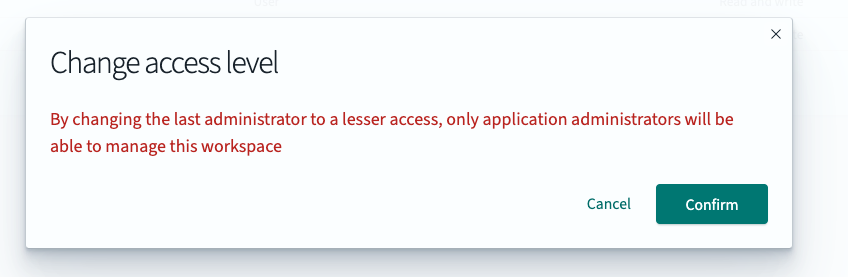 User
Read and write
Change access level
By changing the last administrator to a lesser access, only application administrators will be
able to manage this workspace
Cancel
Confirm